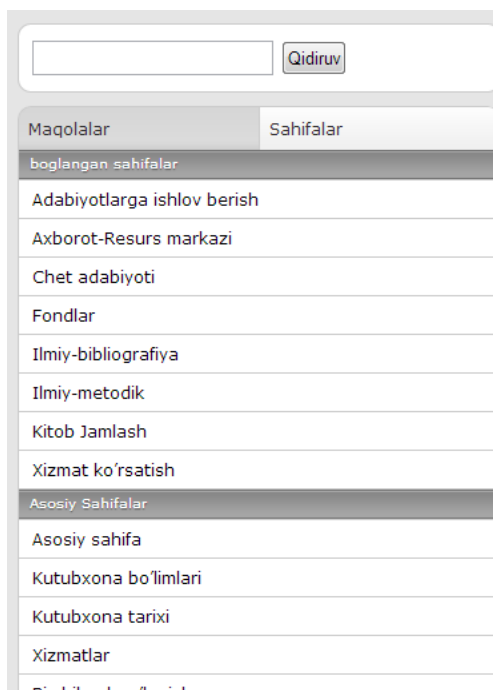 Qidiruv
Maqolalar Sahifalar
boglangan sahifalar
Adabiyotlarga ishlov berish
Axborot-Resurs markazi
Chet adabiyoti
Fondlar
Ilmiy-bibliografiya
Ilmiy-metodik
Kitob Jamlash
Xizmat ko′rsatish
Asosiy Sahifalar
Asosiy sahifa
Kutubxona bo′limlari
Kutubxona tarixi
Xizmatlar